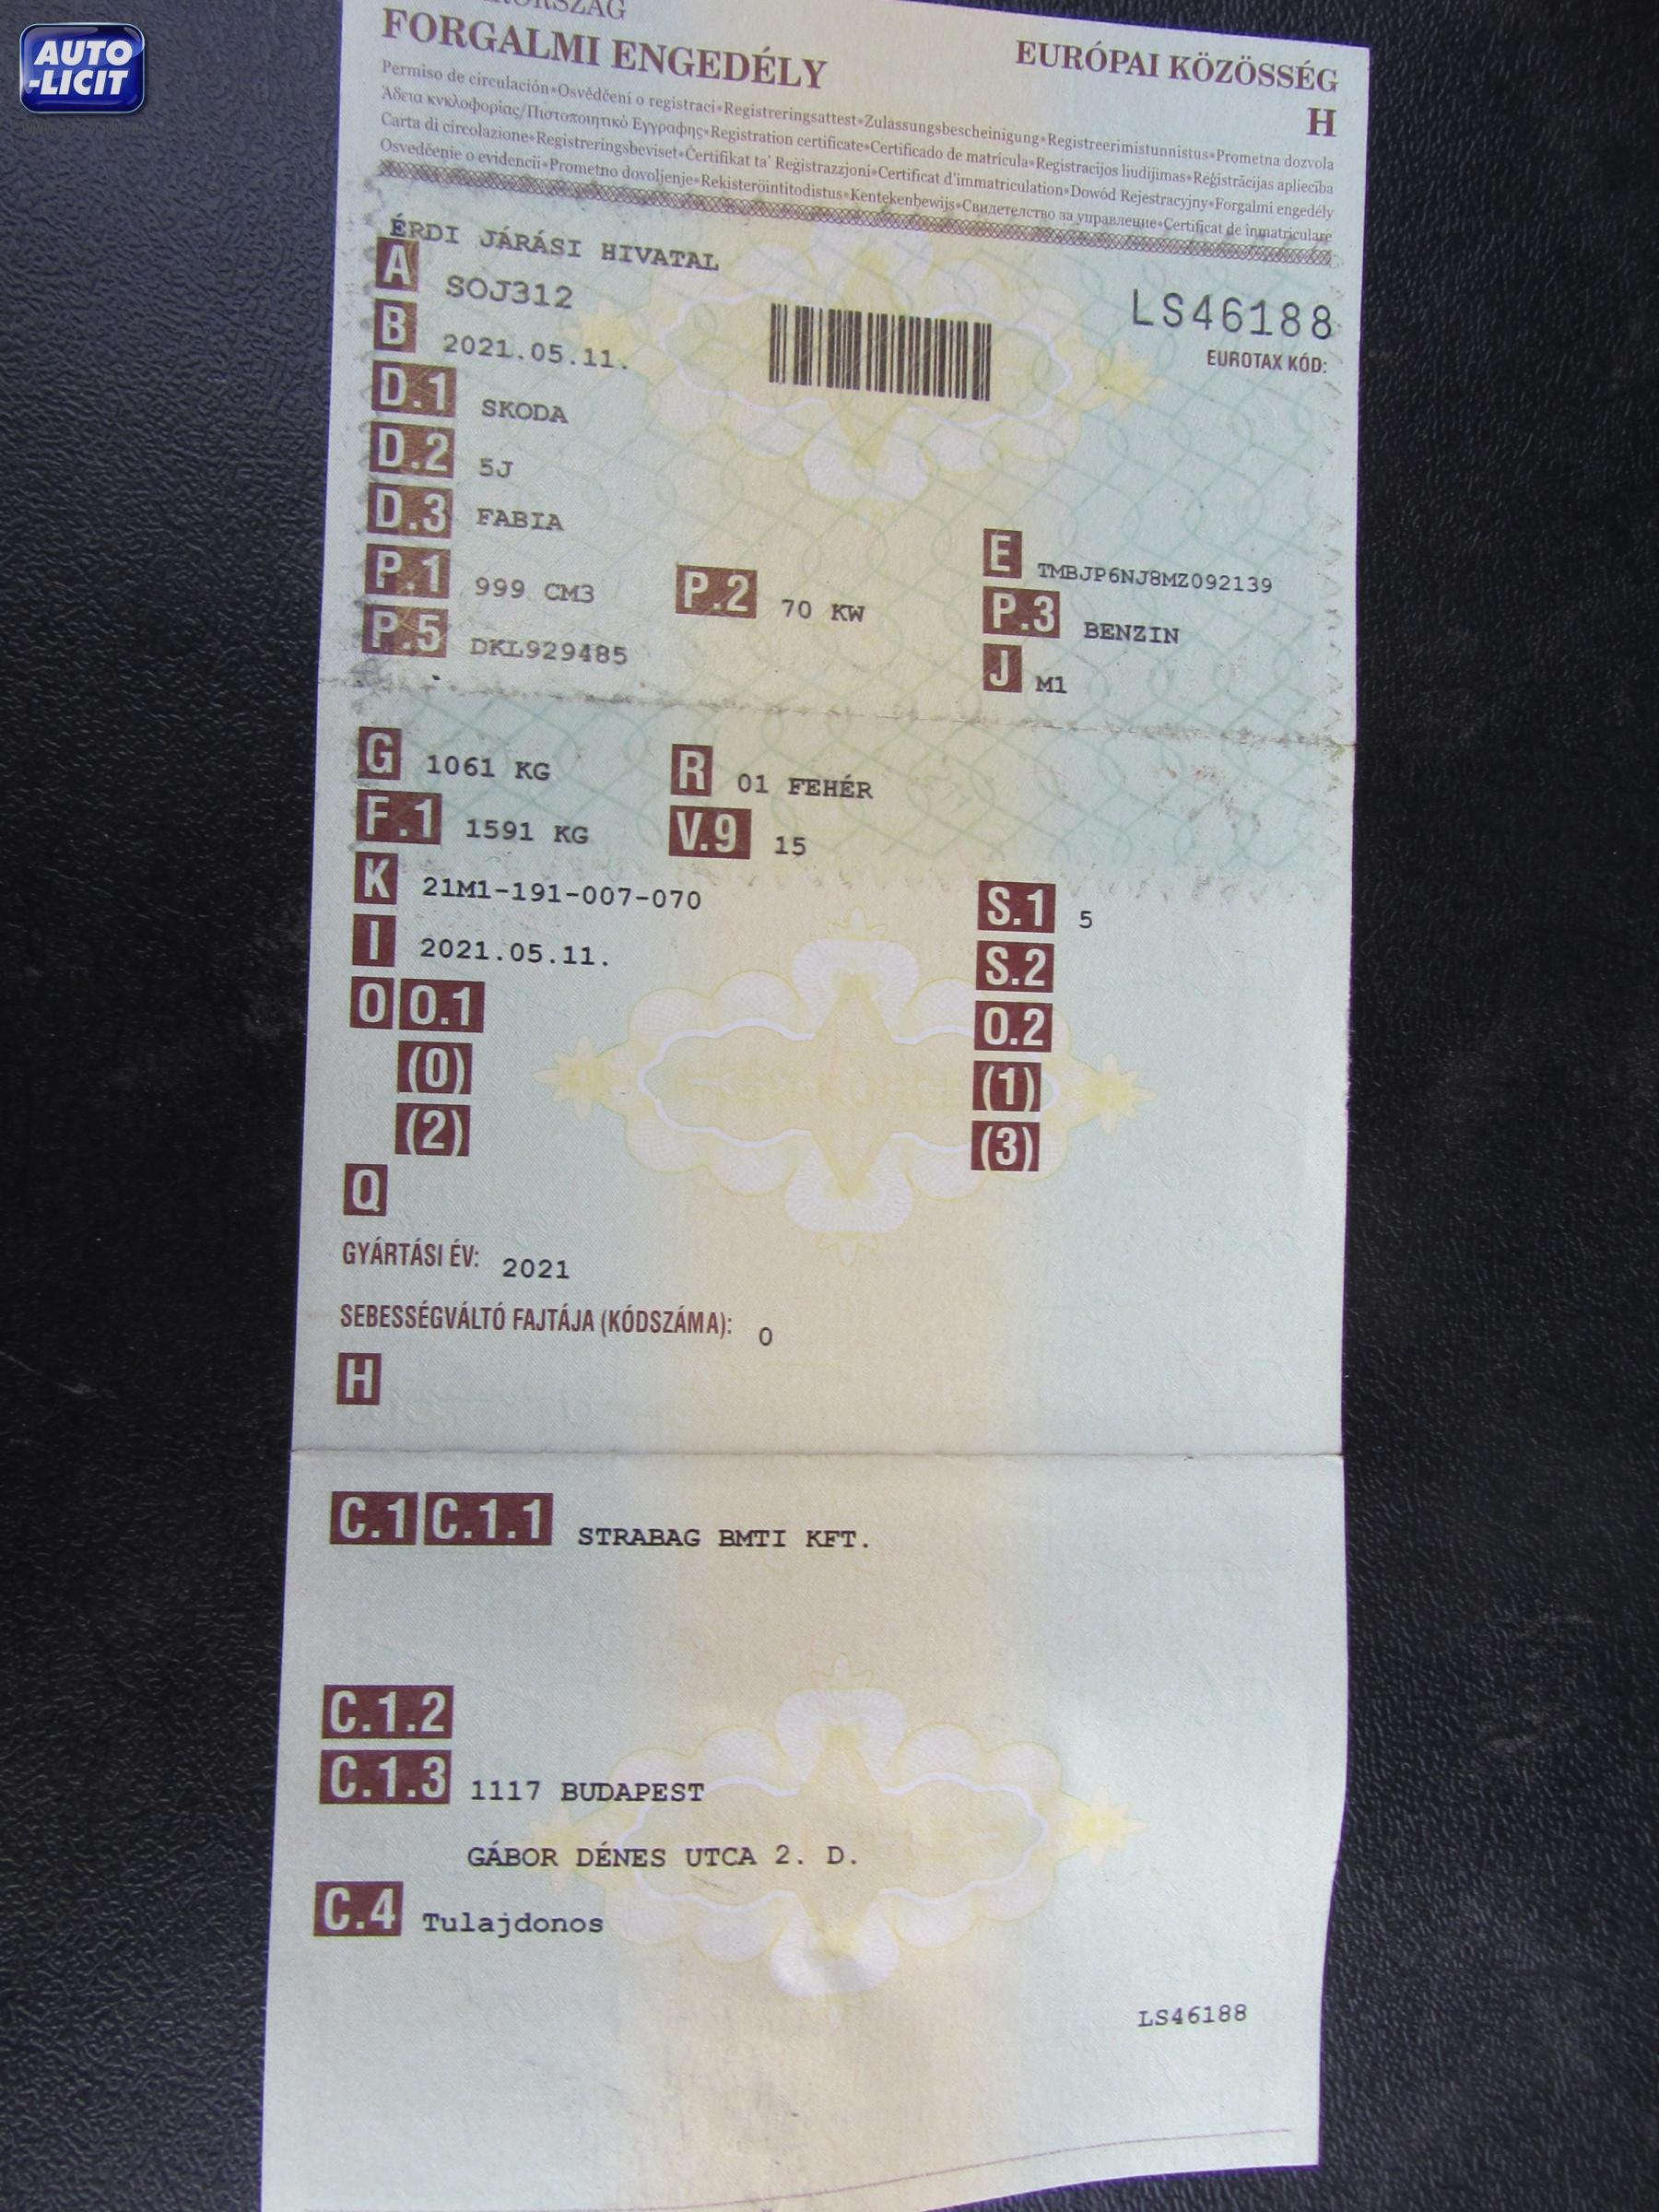 AUTO
-LICIT
FORGALMI ENGEDÉLY
EURÓPAI KÖZÖSSÉG
H
Permiso de circulación•Osvědčení o registraci•Registreringsattest•Zulassungsbescheinigung•Registreerimistunnistus•Prometna dozvola
Άδεια κυκλοφορίας/Πιστοποιητικό Εγγραφής•Registration certificate•Certificado de matrícula•Registracijos liudijimas•Reģistrācijas apliecība
Carta di circolazione•Registreringsbeviset•Ċertifikat ta' Reġistrazzjoni•Certificat d'immatriculation•Dowód Rejestracyjny•Forgalmi engedély
Osvedčenie o evidencii•Prometno dovoljenje•Rekisteröintitodistus•Kentekenbewijs•Свидетелство за управление•Certificat de inmatriculare
ÉRDI JÁRÁSI HIVATAL
A SOJ312
LS46188
B 2021.05.11.
EUROTAX KÓD:
D.1 SKODA
D.2 5J
D.3 FABIA
E TMBJP6NJ8MZ092139
P.1 999 CM3 P.2 70 KW P.3 BENZIN
P.5 DKL929485 J M1
G 1061 KG R 01 FEHÉR
F.1 1591 KG V.9 15
K 21M1-191-007-070 S.1 5
I 2021.05.11. S.2
O O.1 O.2
(0) (1)
(2) (3)
Q
GYÁRTÁSI ÉV: 2021
SEBESSÉGVÁLTÓ FAJTÁJA (KÓDSZÁMA): 0
H
C.1 C.1.1 STRABAG BMTI KFT.
C.1.2
C.1.3 1117 BUDAPEST
GÁBOR DÉNES UTCA 2. D.
C.4 Tulajdonos
LS46188